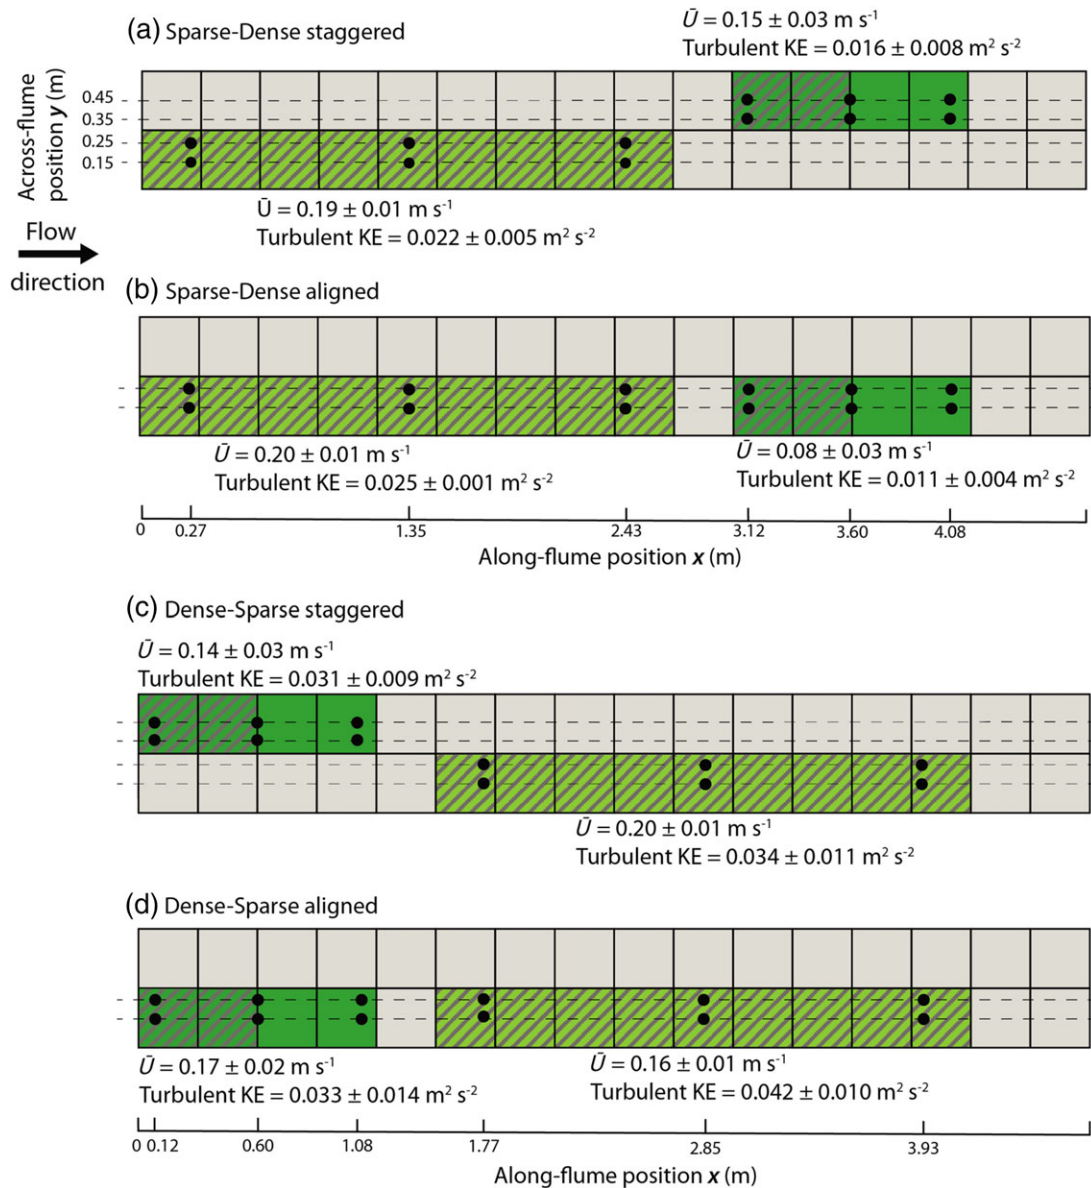 (a) Sparse-Dense staggered
Ū = 0.15 ± 0.03 m s⁻¹
Turbulent KE = 0.016 ± 0.008 m² s⁻²
Across-flume
position y (m)
0.45
0.35
0.25
0.15
Ū = 0.19 ± 0.01 m s⁻¹
Turbulent KE = 0.022 ± 0.005 m² s⁻²
Flow
direction
(b) Sparse-Dense aligned
Ū = 0.20 ± 0.01 m s⁻¹
Turbulent KE = 0.025 ± 0.001 m² s⁻²
Ū = 0.08 ± 0.03 m s⁻¹
Turbulent KE = 0.011 ± 0.004 m² s⁻²
0 0.27 1.35 2.43 3.12 3.60 4.08
Along-flume position x (m)
(c) Dense-Sparse staggered
Ū = 0.14 ± 0.03 m s⁻¹
Turbulent KE = 0.031 ± 0.009 m² s⁻²
Ū = 0.20 ± 0.01 m s⁻¹
Turbulent KE = 0.034 ± 0.011 m² s⁻²
(d) Dense-Sparse aligned
Ū = 0.17 ± 0.02 m s⁻¹
Turbulent KE = 0.033 ± 0.014 m² s⁻²
Ū = 0.16 ± 0.01 m s⁻¹
Turbulent KE = 0.042 ± 0.010 m² s⁻²
0 0.12 0.60 1.08 1.77 2.85 3.93
Along-flume position x (m)